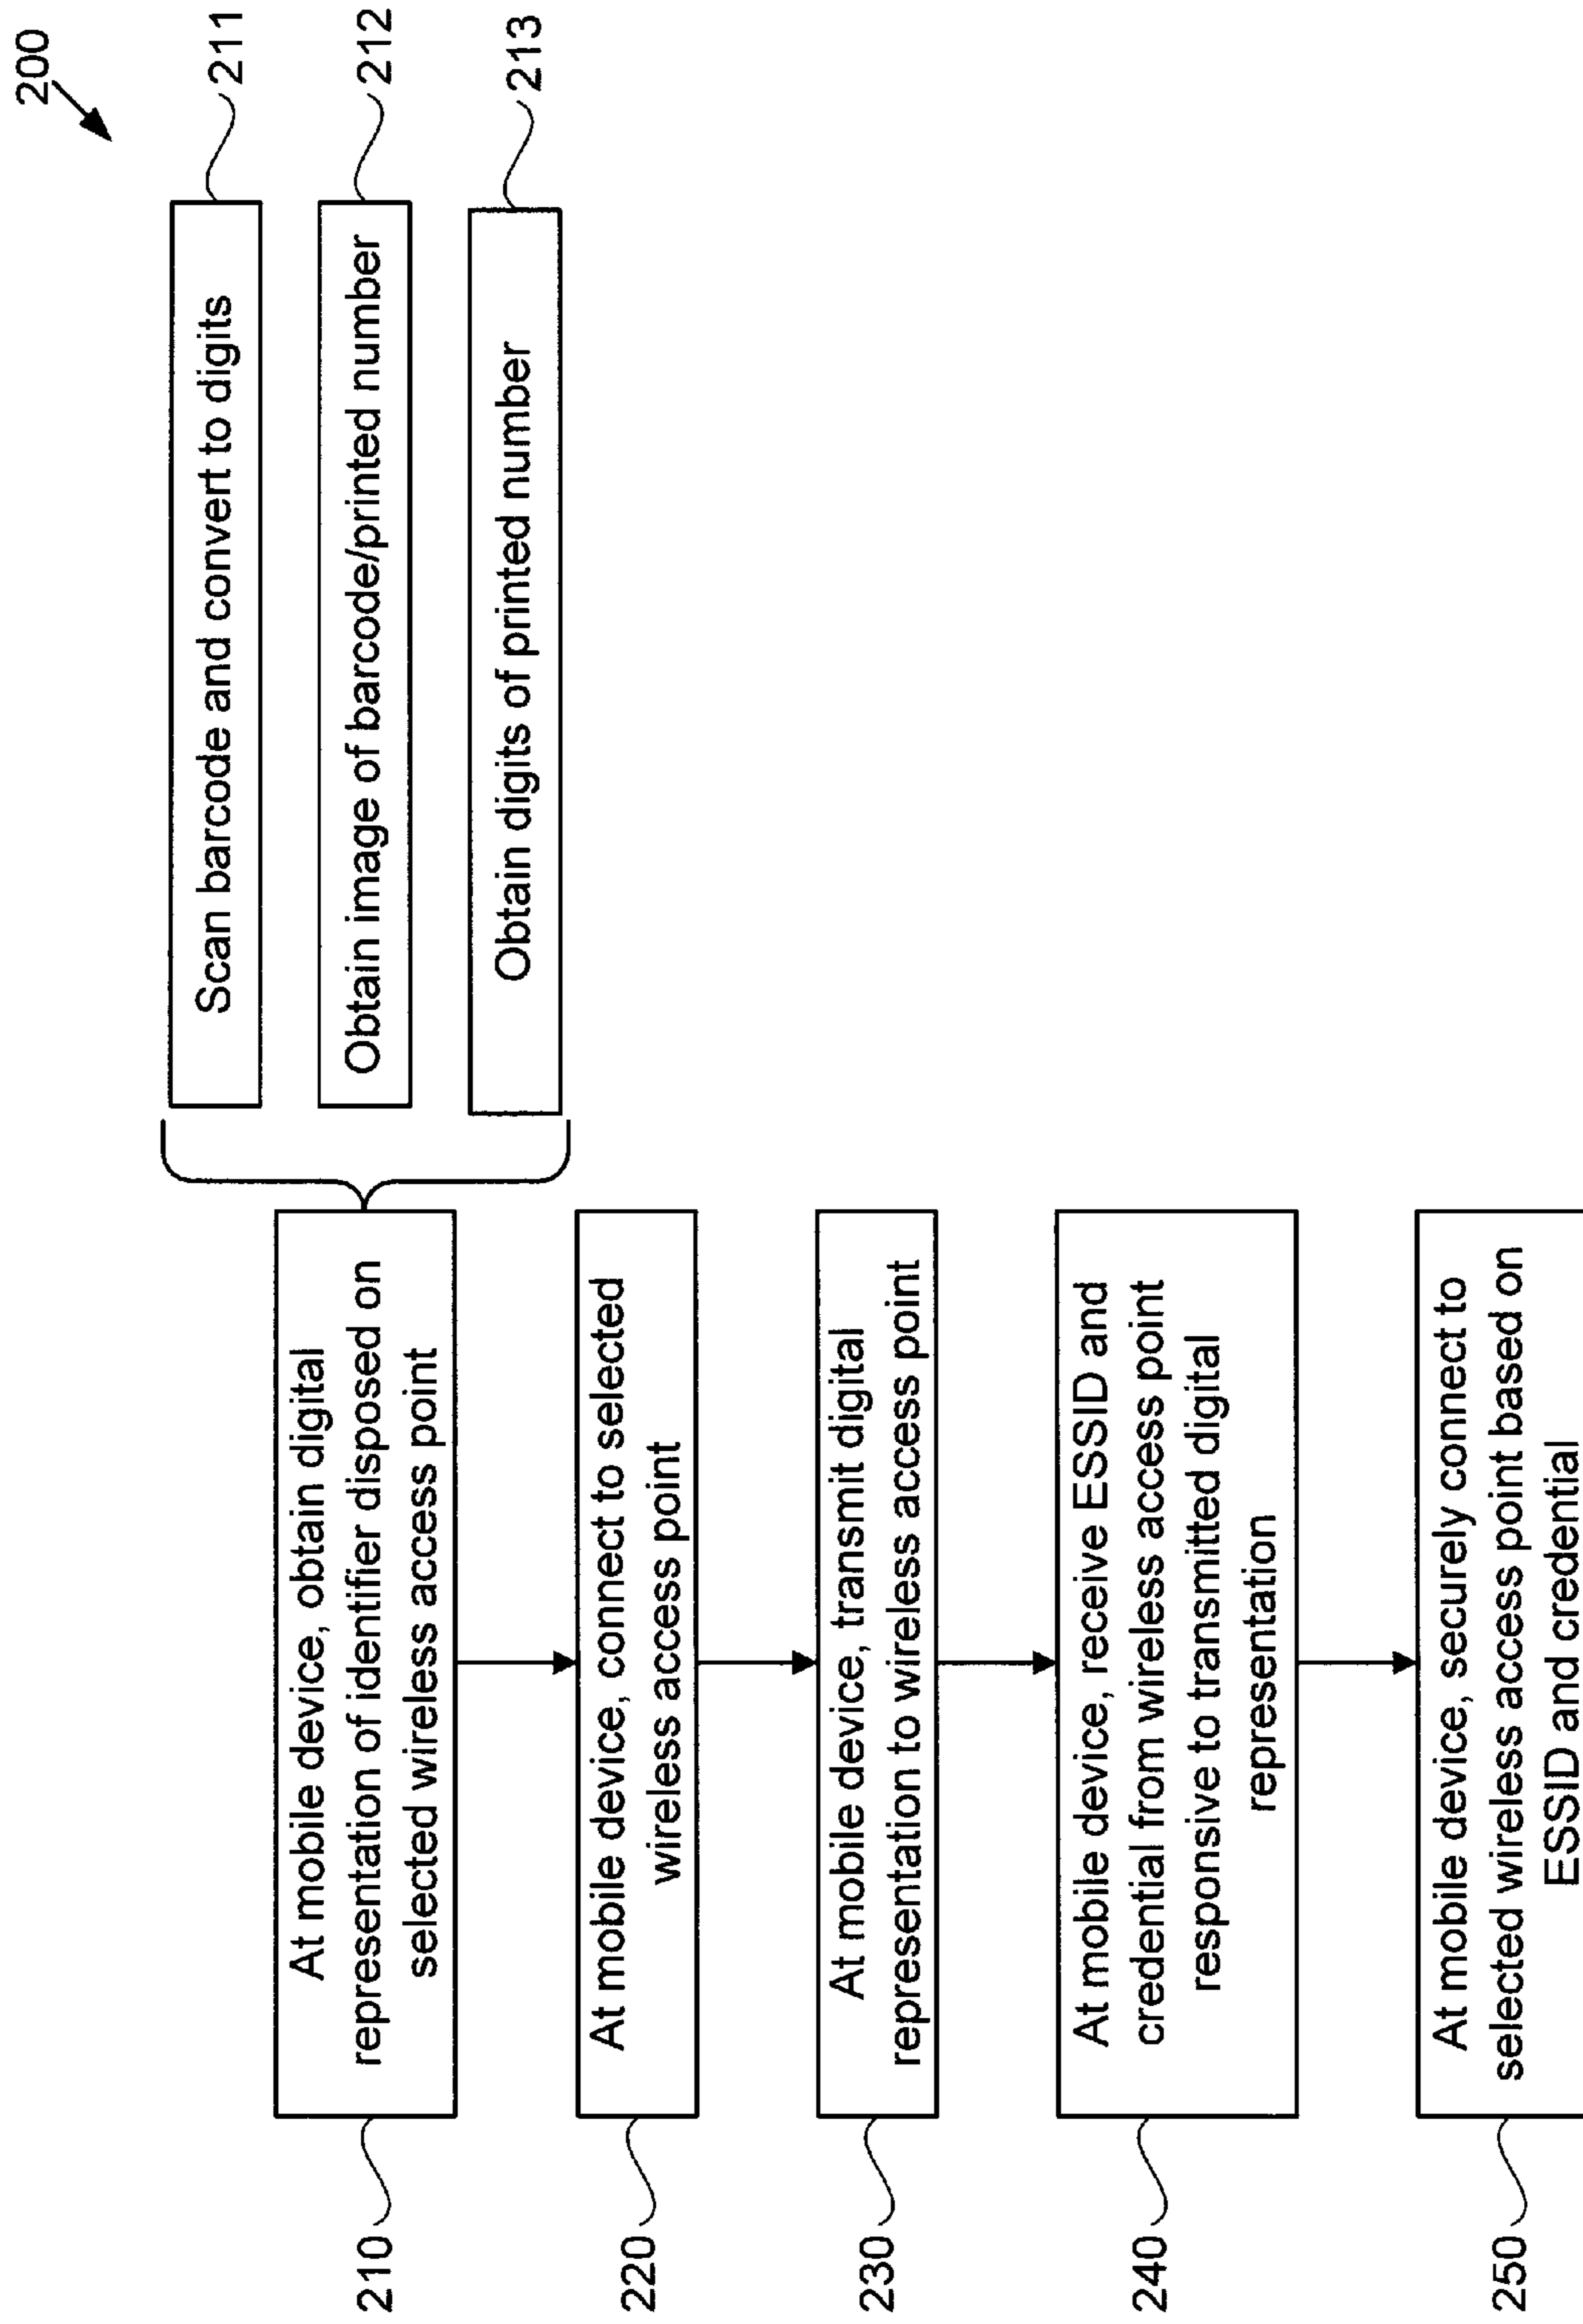 200
210
At mobile device, obtain digital
representation of identifier disposed on
selected wireless access point
Scan barcode and convert to digits
211
Obtain image of barcode/printed number
212
Obtain digits of printed number
213
220
At mobile device, connect to selected
wireless access point
230
At mobile device, transmit digital
representation to wireless access point
240
At mobile device, receive ESSID and
credential from wireless access point
responsive to transmitted digital
representation
250
At mobile device, securely connect to
selected wireless access point based on
ESSID and credential